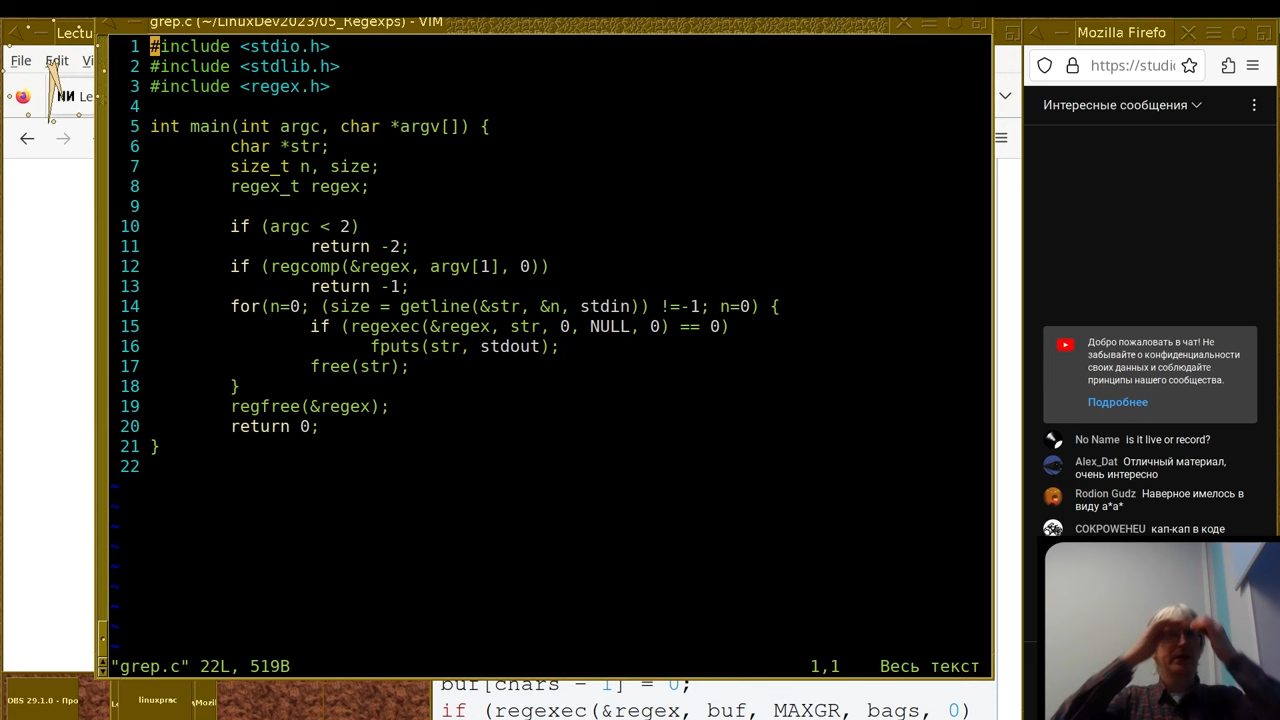 grep.c (~/LinuxDev2023/05_Regexps) - VIM
Lectu
File Edit Vi
Le
1 #include <stdio.h>
2 #include <stdlib.h>
3 #include <regex.h>
4
5 int main(int argc, char *argv[]) {
6 char *str;
7 size_t n, size;
8 regex_t regex;
9
10 if (argc < 2)
11 return -2;
12 if (regcomp(&regex, argv[1], 0))
13 return -1;
14 for(n=0; (size = getline(&str, &n, stdin)) !=-1; n=0) {
15 if (regexec(&regex, str, 0, NULL, 0) == 0)
16 fputs(str, stdout);
17 free(str);
18 }
19 regfree(&regex);
20 return 0;
21 }
22
~
~
~
~
~
~
~
~
~
"grep.c" 22L, 519B 1,1 Весь текст
buf[chars - 1] = 0;
if (regexec(&regex, buf, MAXGR, bags, 0)
DBS 29.1.0 - Про
linuxprac
Mozi
Mozilla Firefo
https://studi
Интересные сообщения
Добро пожаловать в чат! Не
забывайте о конфиденциальности
своих данных и соблюдайте
принципы нашего сообщества.
Подробнее
No Name is it live or record?
Alex_Dat Отличный материал,
очень интересно
Rodion Gudz Наверное имелось в
виду a*a*
COKPOWEHEU кап-кап в коде